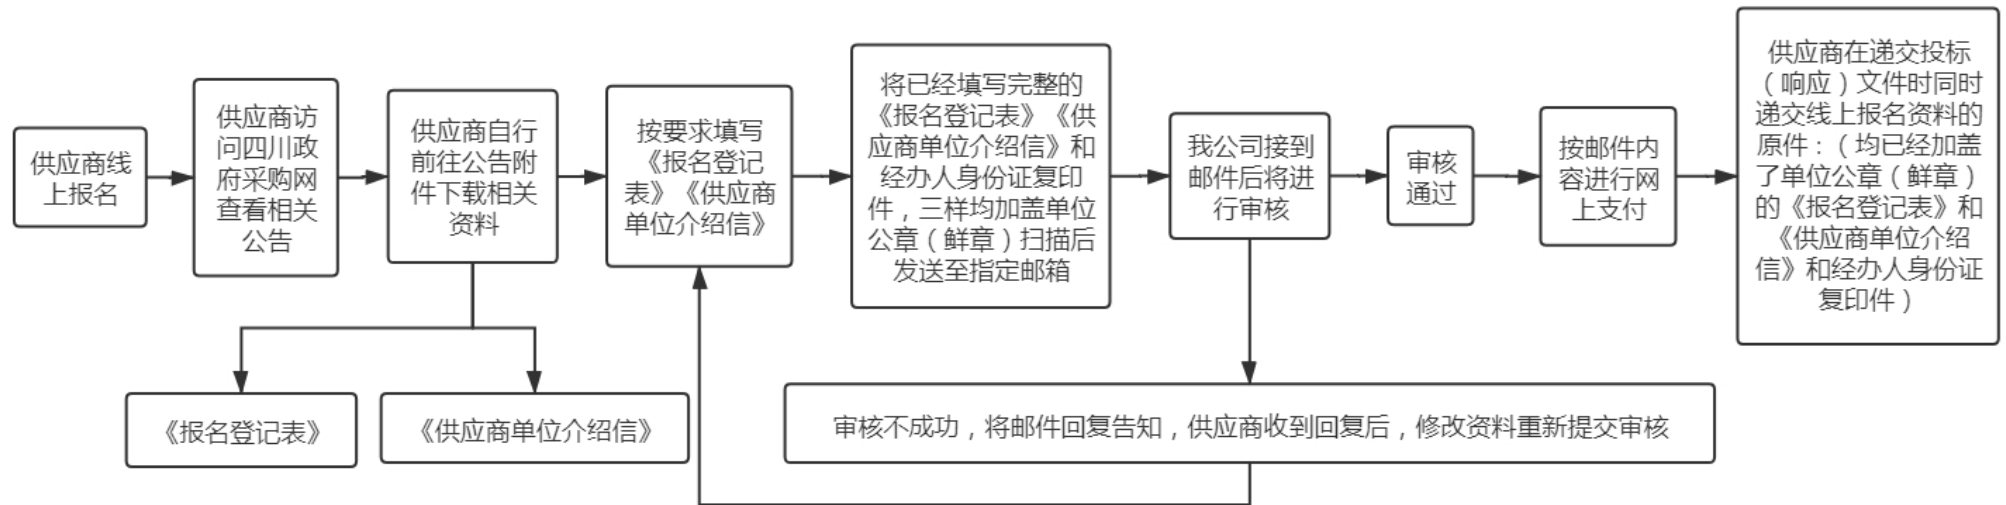 供应商线
上报名
供应商访
问四川政
府采购网
查看相关
公告
供应商自行
前往公告附
件下载相关
资料
按要求填写
《报名登记
表》《供应商
单位介绍信》
将已经填写完整的
《报名登记表》《供
应商单位介绍信》和
经办人身份证复印
件，三样均加盖单位
公章（鲜章）扫描后
发送至指定邮箱
我公司接到
邮件后将进
行审核
审核
通过
按邮件内
容进行网
上支付
供应商在递交投标
（响应）文件时同时
递交线上报名资料的
原件：（均已经加盖
了单位公章（鲜章）
的《报名登记表》和
《供应商单位介绍
信》和经办人身份证
复印件）
《报名登记表》
《供应商单位介绍信》
审核不成功，将邮件回复告知，供应商收到回复后，修改资料重新提交审核